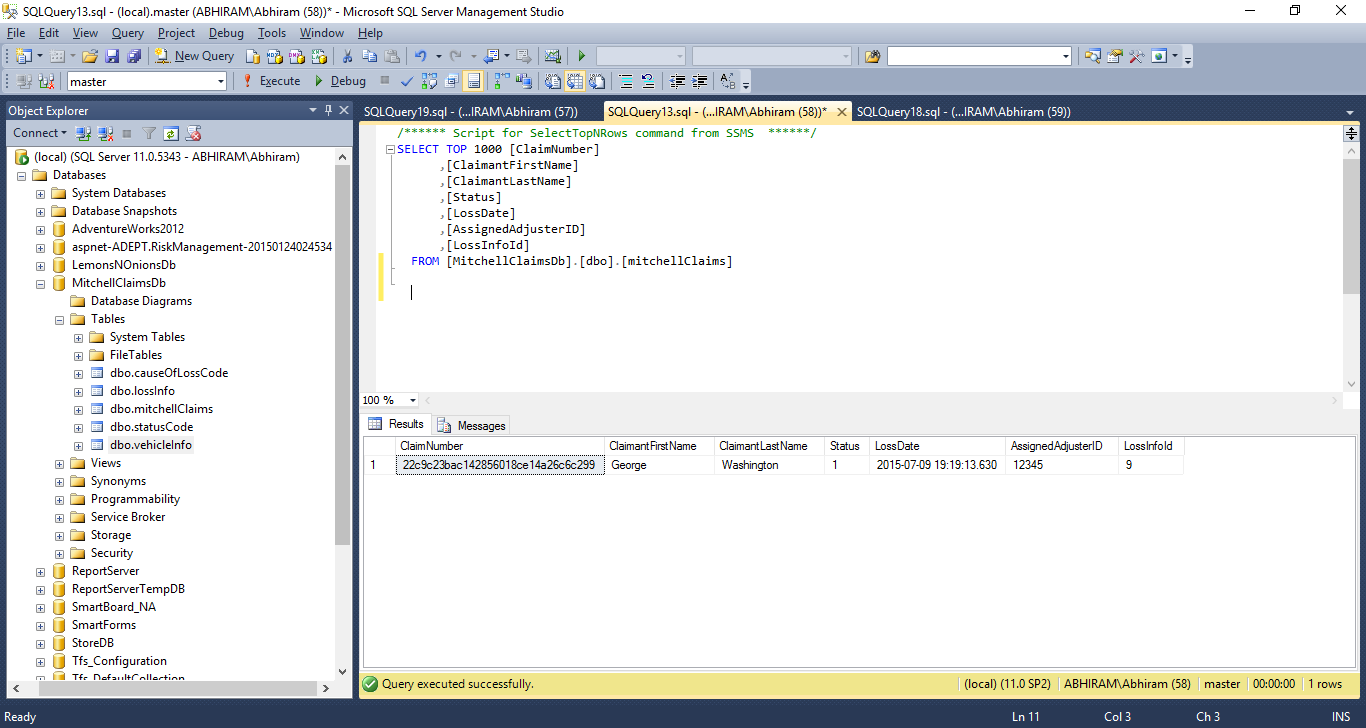 SQLQuery13.sql - (local).master (ABHIRAM\Abhiram (58))* - Microsoft SQL Server Management Studio
File Edit View Query Project Debug Tools Window Help
New Query
master Execute Debug
Object Explorer
Connect
(local) (SQL Server 11.0.5343 - ABHIRAM\Abhiram)
Databases
System Databases
Database Snapshots
AdventureWorks2012
aspnet-ADEPT.RiskManagement-20150124024534
LemonsNOnionsDb
MitchellClaimsDb
Database Diagrams
Tables
System Tables
FileTables
dbo.causeOfLossCode
dbo.lossInfo
dbo.mitchellClaims
dbo.statusCode
dbo.vehicleInfo
Views
Synonyms
Programmability
Service Broker
Storage
Security
ReportServer
ReportServerTempDB
SmartBoard_NA
SmartForms
StoreDB
Tfs_Configuration
Tfs_DefaultCollection
SQLQuery19.sql - (...IRAM\Abhiram (57)) SQLQuery13.sql - (...IRAM\Abhiram (58))* SQLQuery18.sql - (...IRAM\Abhiram (59))
/****** Script for SelectTopNRows command from SSMS ******/
SELECT TOP 1000 [ClaimNumber]
,[ClaimantFirstName]
,[ClaimantLastName]
,[Status]
,[LossDate]
,[AssignedAdjusterID]
,[LossInfoId]
FROM [MitchellClaimsDb].[dbo].[mitchellClaims]
100 %
Results Messages
ClaimNumber ClaimantFirstName ClaimantLastName Status LossDate AssignedAdjusterID LossInfoId
1 22c9c23bac142856018ce14a26c6c299 George Washington 1 2015-07-09 19:19:13.630 12345 9
Query executed successfully. (local) (11.0 SP2) ABHIRAM\Abhiram (58) master 00:00:00 1 rows
Ready Ln 11 Col 3 Ch 3 INS